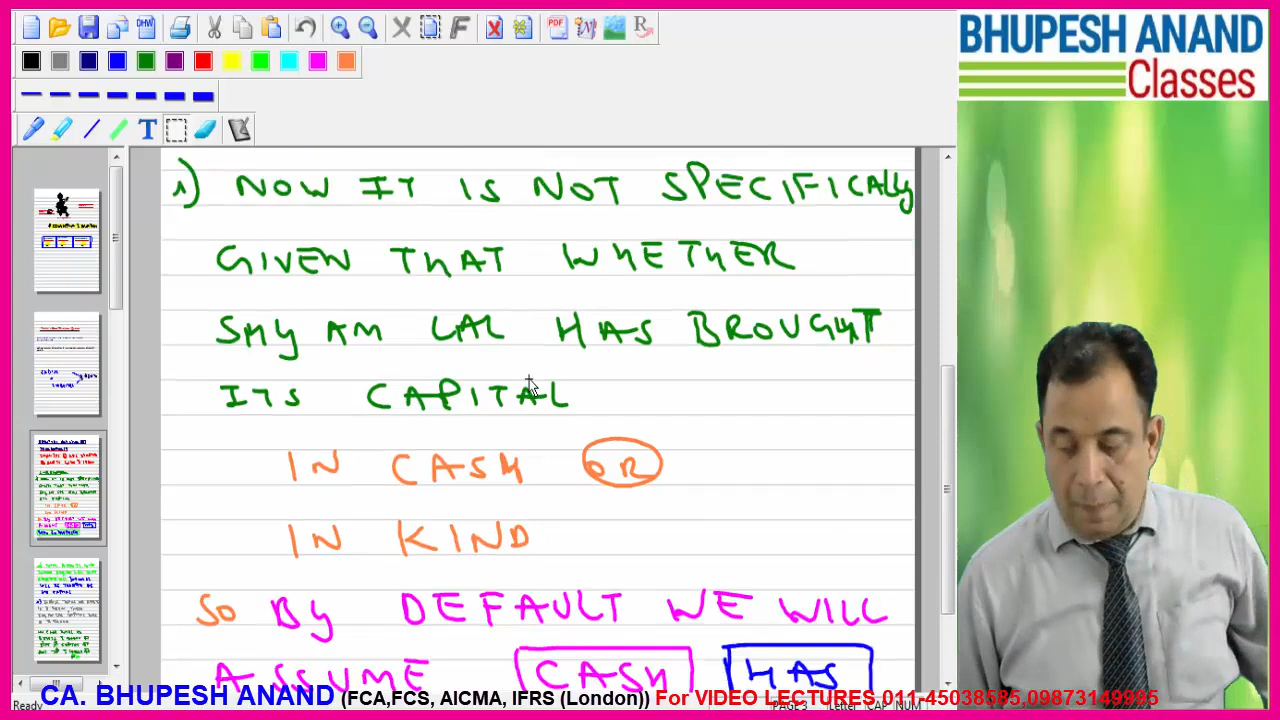 BHUPESH ANAND
Classes
1) NOW IT IS NOT SPECIFICALLY
GIVEN THAT WHETHER
SHYAM LAL HAS BROUGHT
ITS CAPITAL
IN CASH OR
IN KIND
SO By DEFAULT WE WILL
ASSUME CASH HAS
CA. BHUPESH ANAND (FCA,FCS, AICMA, IFRS (London)) For VIDEO LECTURES 011-45038585,09873149995
Ready